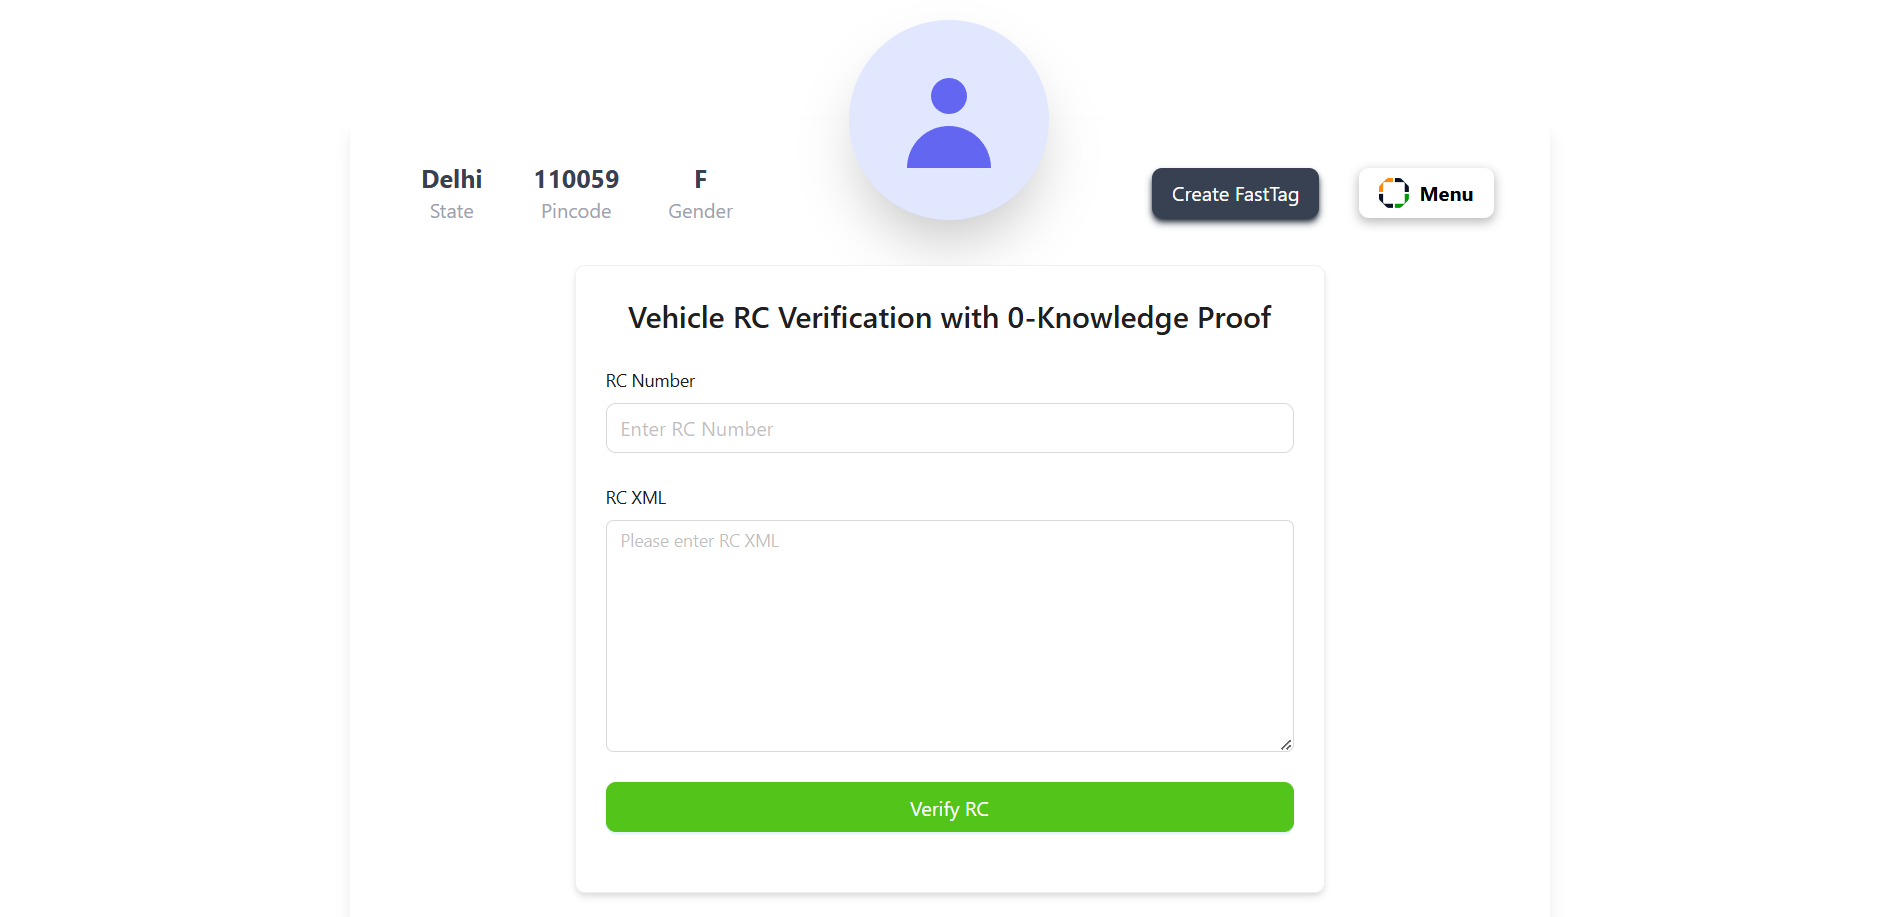 Delhi
State
110059
Pincode
F
Gender
Create FastTag
Menu
Vehicle RC Verification with 0-Knowledge Proof
RC Number
Enter RC Number
RC XML
Please enter RC XML
Verify RC